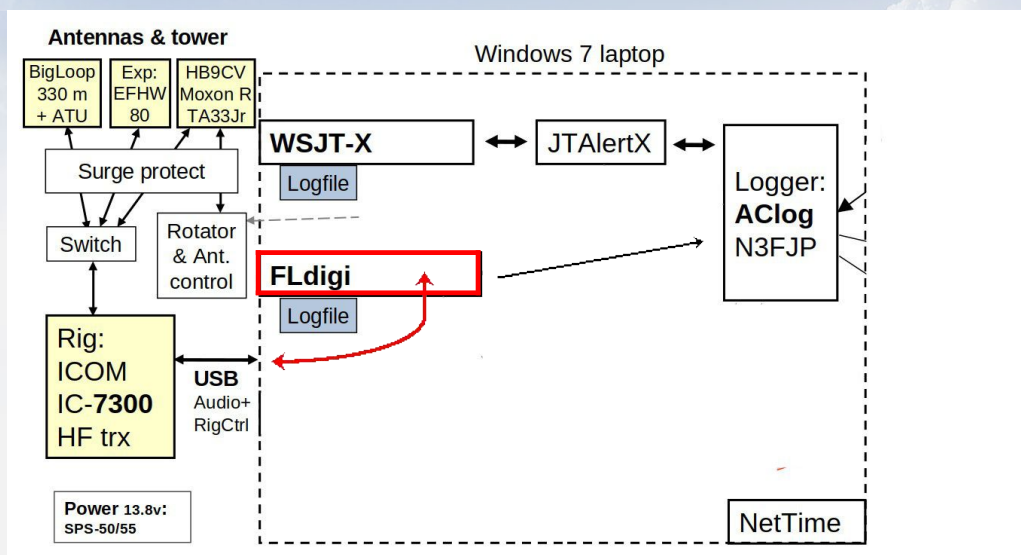 Antennas & tower
BigLoop
330 m
+ ATU
Exp:
EFHW
80
HB9CV
Moxon R
TA33Jr
Windows 7 laptop
Surge protect
Switch
Rotator
& Ant.
control
WSJT-X
Logfile
JTAlertX
Logger:
AClog
N3FJP
FLdigi
Logfile
Rig:
ICOM
IC-7300
HF trx
USB
Audio+
RigCtrl
Power 13.8v:
SPS-50/55
NetTime